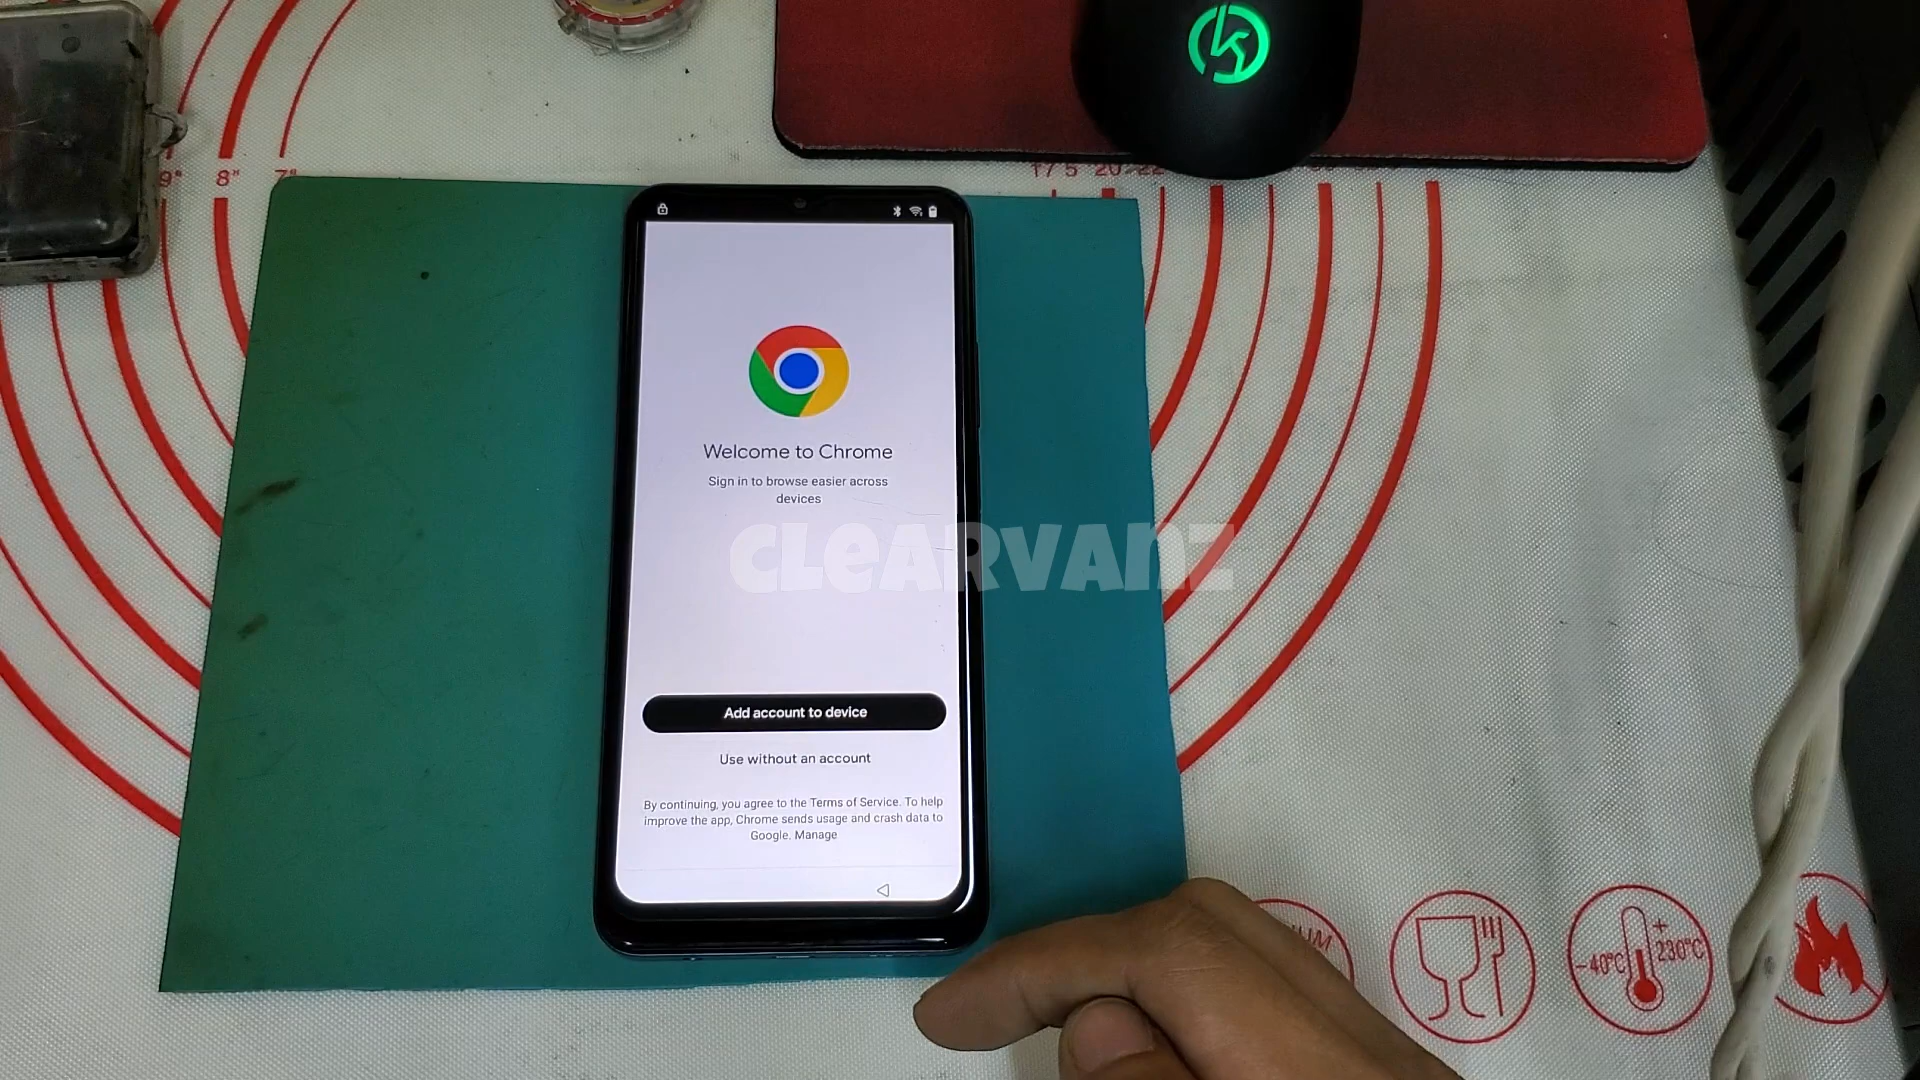 9" 8" 7"
Welcome to Chrome
Sign in to browse easier across
devices
CLEARVANZ
Add account to device
Use without an account
By continuing, you agree to the Terms of Service. To help
improve the app, Chrome sends usage and crash data to
Google. Manage
-40°C
+
230°C